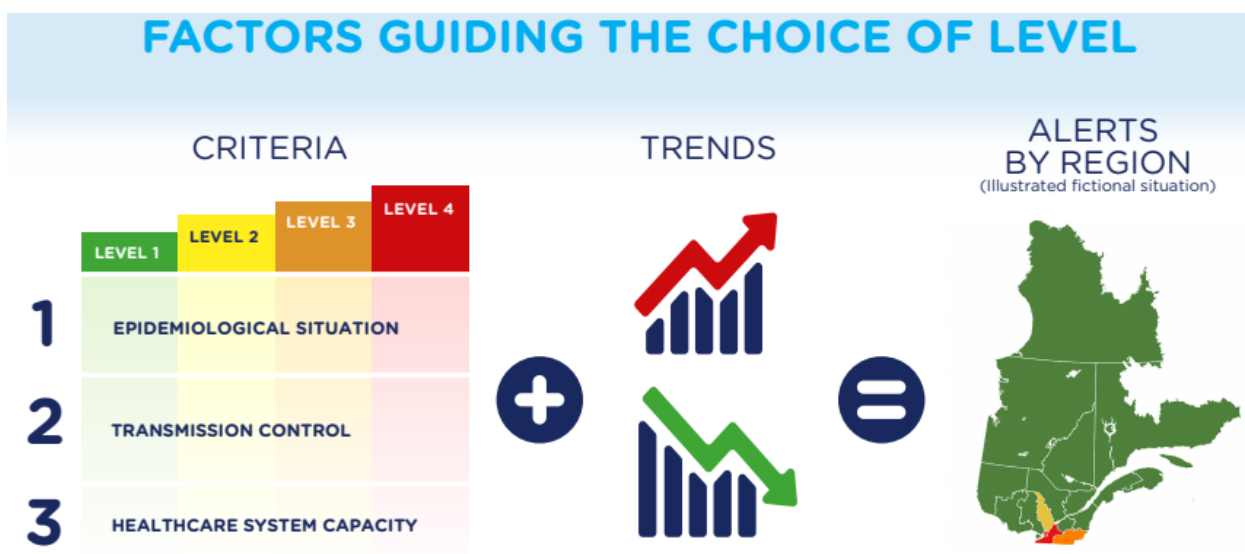 FACTORS GUIDING THE CHOICE OF LEVEL
CRITERIA
LEVEL 1
LEVEL 2
LEVEL 3
LEVEL 4
1 EPIDEMIOLOGICAL SITUATION
2 TRANSMISSION CONTROL
3 HEALTHCARE SYSTEM CAPACITY
TRENDS
ALERTS
BY REGION
(Illustrated fictional situation)